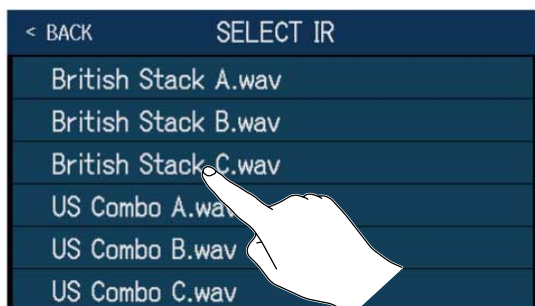 < BACK SELECT IR
British Stack A.wav
British Stack B.wav
British Stack C.wav
US Combo A.wav
US Combo B.wav
US Combo C.wav